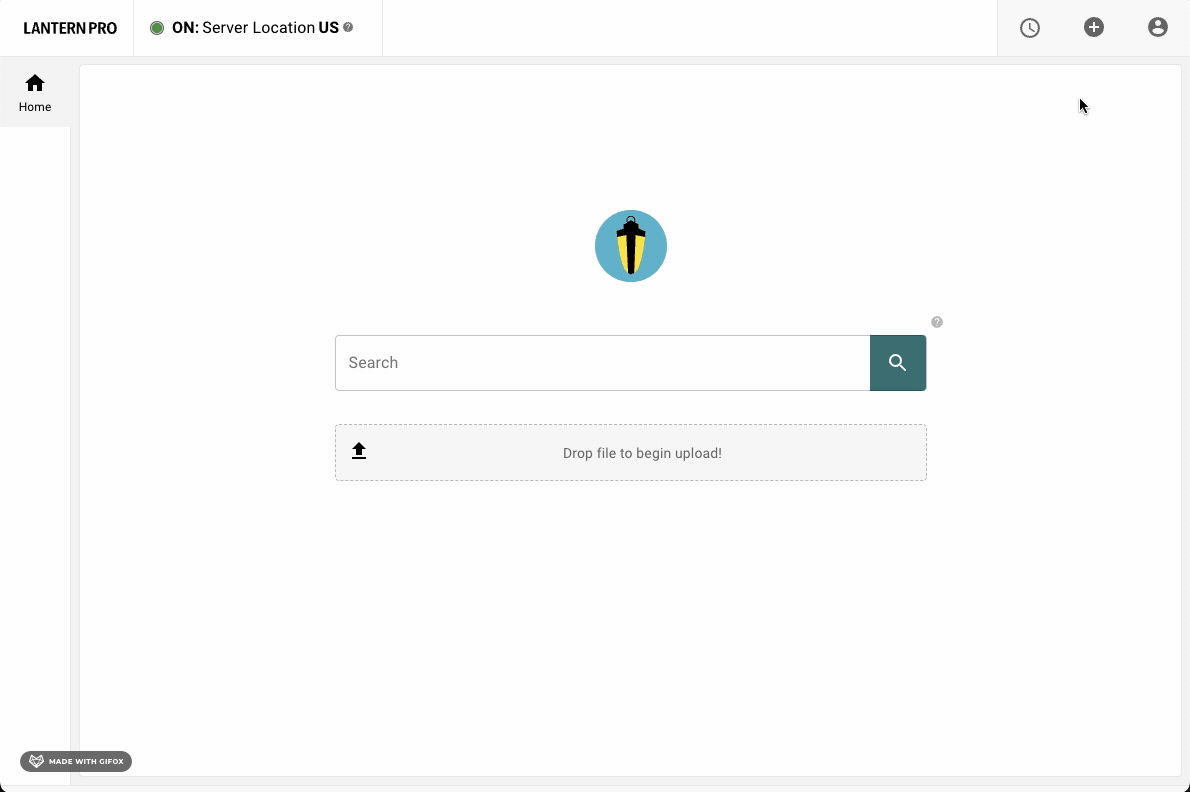 LANTERN PRO
ON: Server Location US ?
Home
?
Search
Drop file to begin upload!
MADE WITH GIFOX